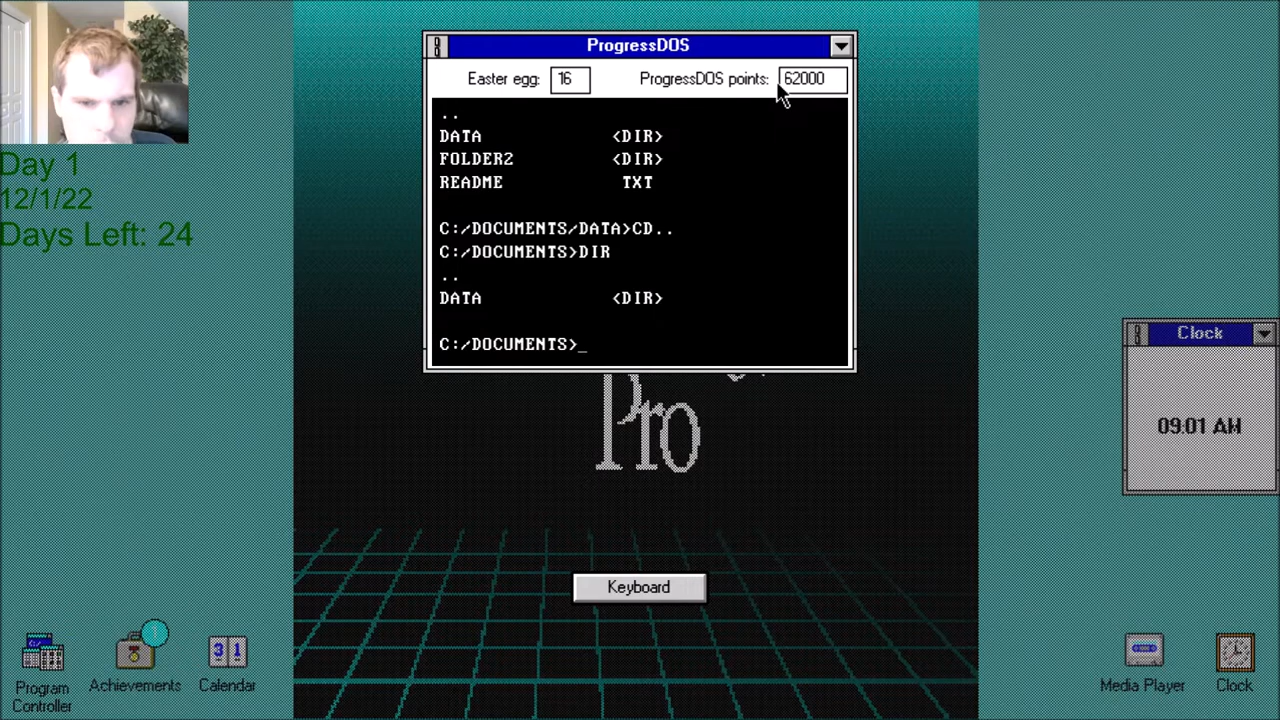 Day 1
12/1/22
Days Left: 24
ProgressDOS
Easter egg: 16 ProgressDOS points: 62000
..
DATA <DIR>
FOLDER2 <DIR>
README TXT
C:/DOCUMENTS/DATA>CD..
C:/DOCUMENTS>DIR
..
DATA <DIR>
C:/DOCUMENTS>_
Pro
Clock
09:01 AM
Keyboard
Program Controller
Achievements
31
Calendar
Media Player
Clock